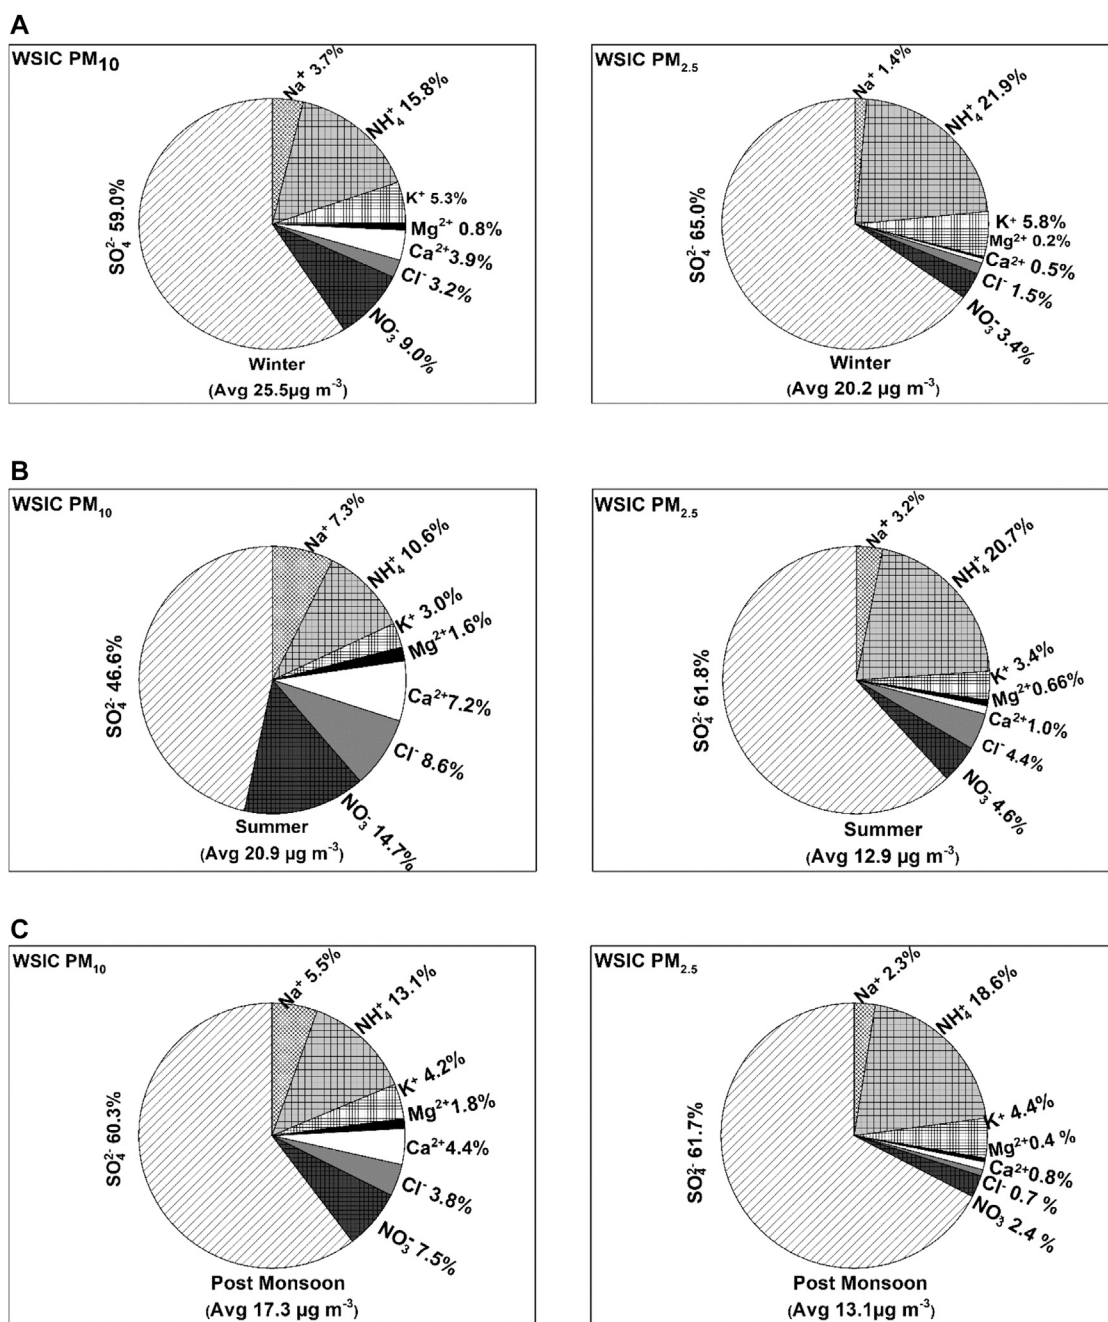 A
WSIC PM10
Na+ 3.7%
NH4+ 15.8%
K+ 5.3%
Mg2+ 0.8%
Ca2+3.9%
Cl- 3.2%
NO3- 9.0%
SO42- 59.0%
Winter
(Avg 25.5µg m-3)
WSIC PM2.5
Na+ 1.4%
NH4+ 21.9%
K+ 5.8%
Mg2+ 0.2%
Ca2+ 0.5%
Cl- 1.5%
NO3- 3.4%
SO42- 65.0%
Winter
(Avg 20.2 µg m-3)
B
WSIC PM10
Na+ 7.3%
NH4+ 10.6%
K+ 3.0%
Mg2+1.6%
Ca2+7.2%
Cl- 8.6%
NO3- 14.7%
SO42- 46.6%
Summer
(Avg 20.9 µg m-3)
WSIC PM2.5
Na+ 3.2%
NH4+ 20.7%
K+ 3.4%
Mg2+0.66%
Ca2+1.0%
Cl- 4.4%
NO3- 4.6%
SO42- 61.8%
Summer
(Avg 12.9 µg m-3)
C
WSIC PM10
Na+ 5.5%
NH4+ 13.1%
K+ 4.2%
Mg2+1.8%
Ca2+4.4%
Cl- 3.8%
NO3- 7.5%
SO42- 60.3%
Post Monsoon
(Avg 17.3 µg m-3)
WSIC PM2.5
Na+ 2.3%
NH4+ 18.6%
K+ 4.4%
Mg2+0.4 %
Ca2+0.8%
Cl- 0.7 %
NO3- 2.4 %
SO42- 61.7%
Post Monsoon
(Avg 13.1µg m-3)